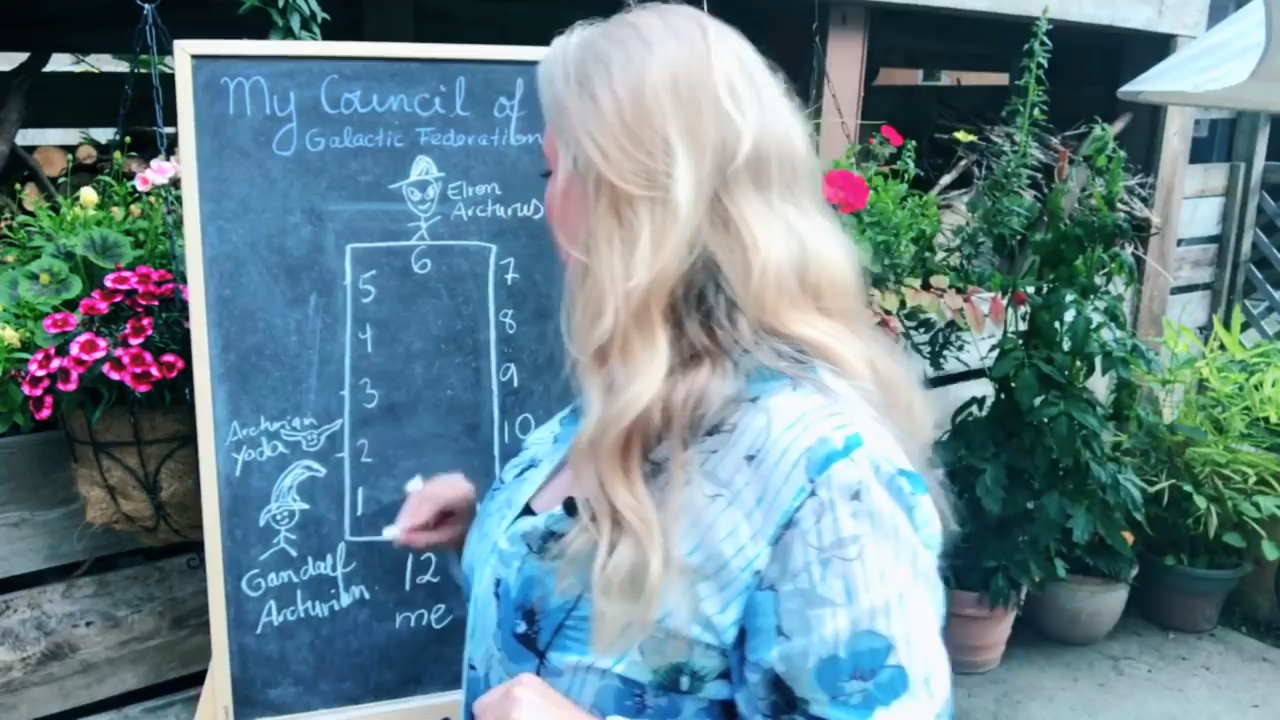 My Council of
Galactic Federation
Elron
Arcturus
6
5
7
4
8
3
9
Arcturian
Yoda
2
10
1
Gandalf
Arcturian.
12
me